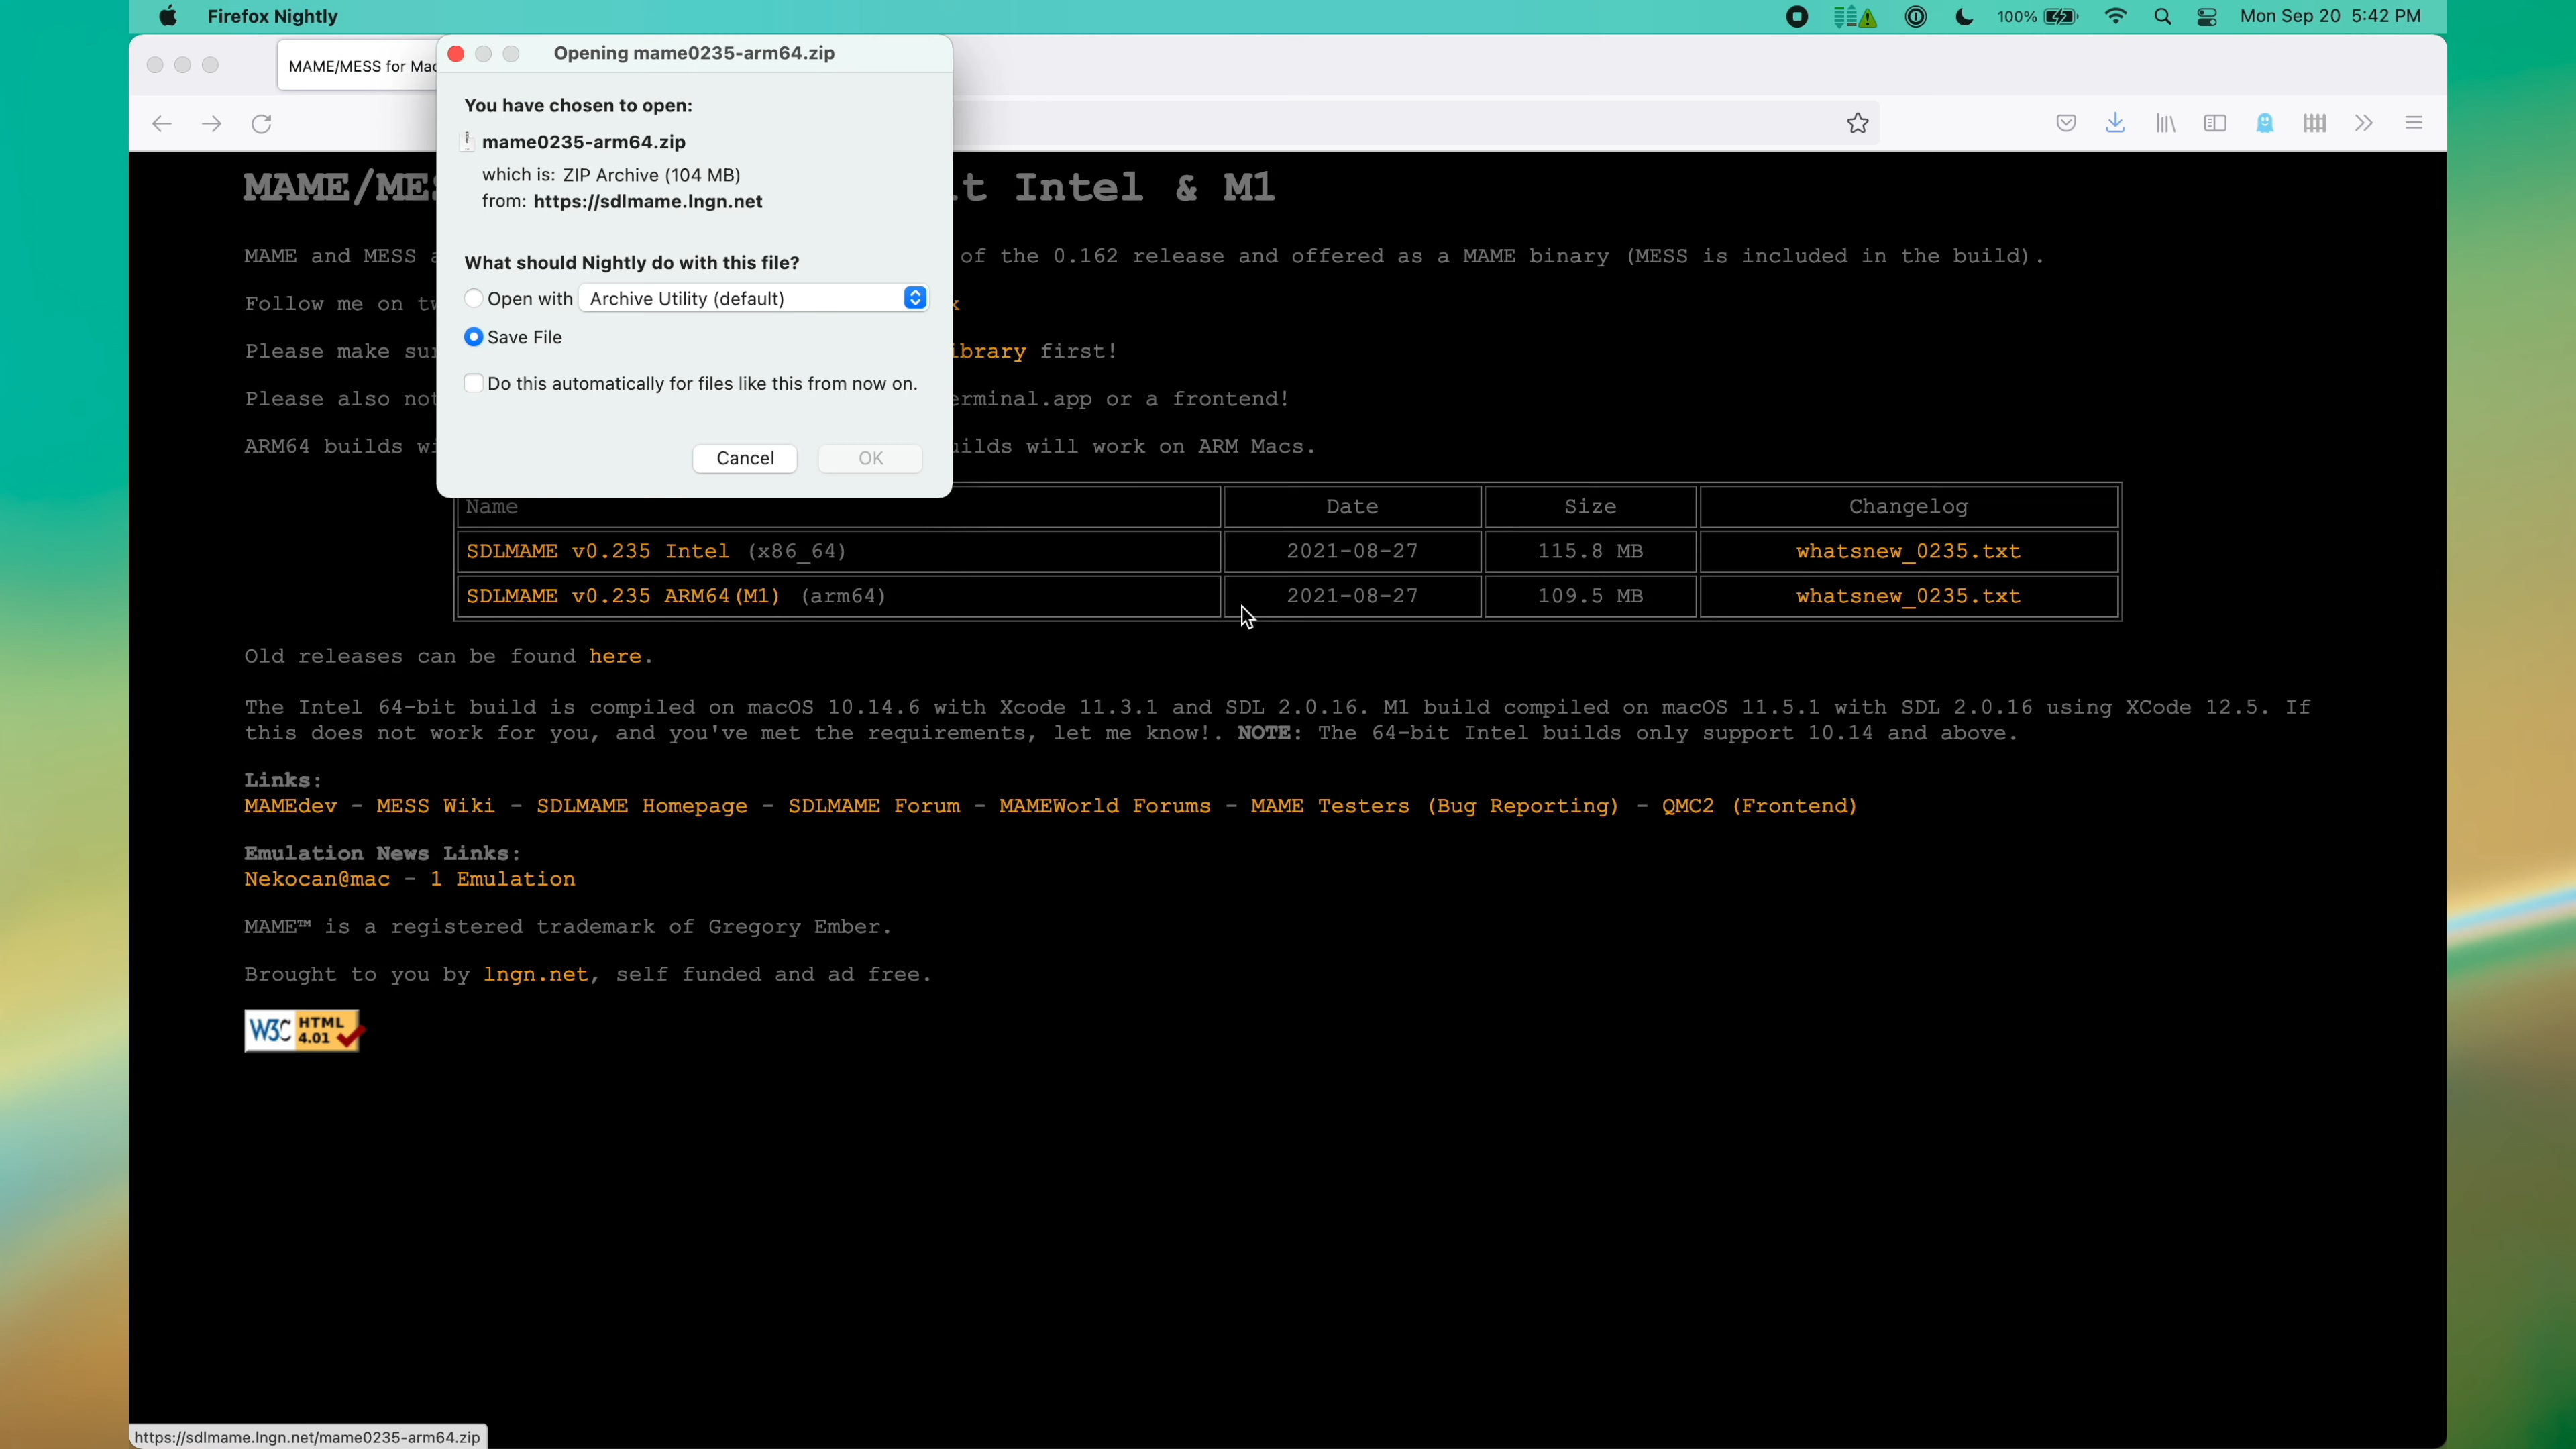 Firefox Nightly
100%
Mon Sep 20 5:42 PM
MAME/MESS for Mac
Opening mame0235-arm64.zip
You have chosen to open:
mame0235-arm64.zip
which is: ZIP Archive (104 MB)
from: https://sdlmame.lngn.net
What should Nightly do with this file?
Open with Archive Utility (default)
Save File
Do this automatically for files like this from now on.
Cancel
OK
MAME/MES it Intel & M1
MAME and MESS of the 0.162 release and offered as a MAME binary (MESS is included in the build).
Follow me on
Please make first!
Please also or a frontend!
ARM64 builds will work on ARM Macs.
Name Date Size Changelog
SDLMAME v0.235 Intel (x86_64) 2021-08-27 115.8 MB whatsnew_0235.txt
SDLMAME v0.235 ARM64(M1) (arm64) 2021-08-27 109.5 MB whatsnew_0235.txt
Old releases can be found here.
The Intel 64-bit build is compiled on macOS 10.14.6 with Xcode 11.3.1 and SDL 2.0.16. M1 build compiled on macOS 11.5.1 with SDL 2.0.16 using XCode 12.5. If
this does not work for you, and you've met the requirements, let me know!. NOTE: The 64-bit Intel builds only support 10.14 and above.
Links:
MAMEdev - MESS Wiki - SDLMAME Homepage - SDLMAME Forum - MAMEWorld Forums - MAME Testers (Bug Reporting) - QMC2 (Frontend)
Emulation News Links:
Nekocan@mac - 1 Emulation
MAME™ is a registered trademark of Gregory Ember.
Brought to you by lngn.net, self funded and ad free.
W3C HTML
4.01
https://sdlmame.lngn.net/mame0235-arm64.zip